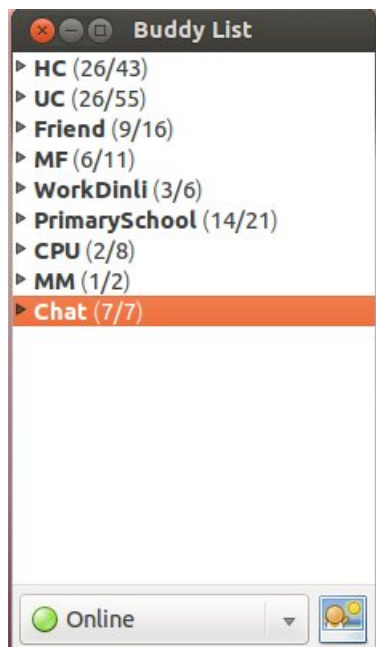 Buddy List
HC (26/43)
UC (26/55)
Friend (9/16)
MF (6/11)
WorkDinli (3/6)
PrimarySchool (14/21)
CPU (2/8)
MM (1/2)
Chat (7/7)
Online